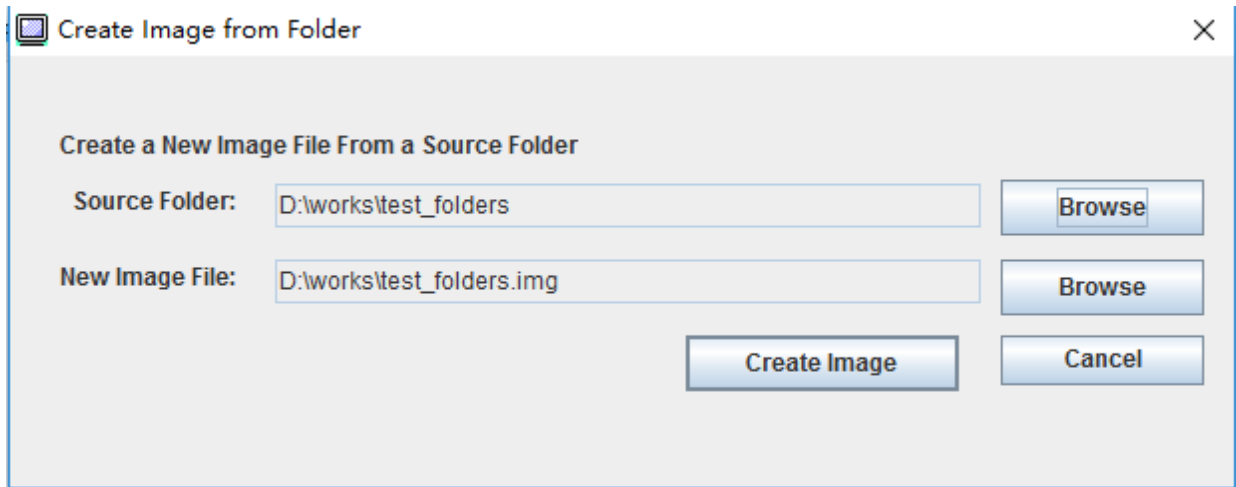 Create Image from Folder
Create a New Image File From a Source Folder
Source Folder: D:\works\test_folders Browse
New Image File: D:\works\test_folders.img Browse
Create Image Cancel